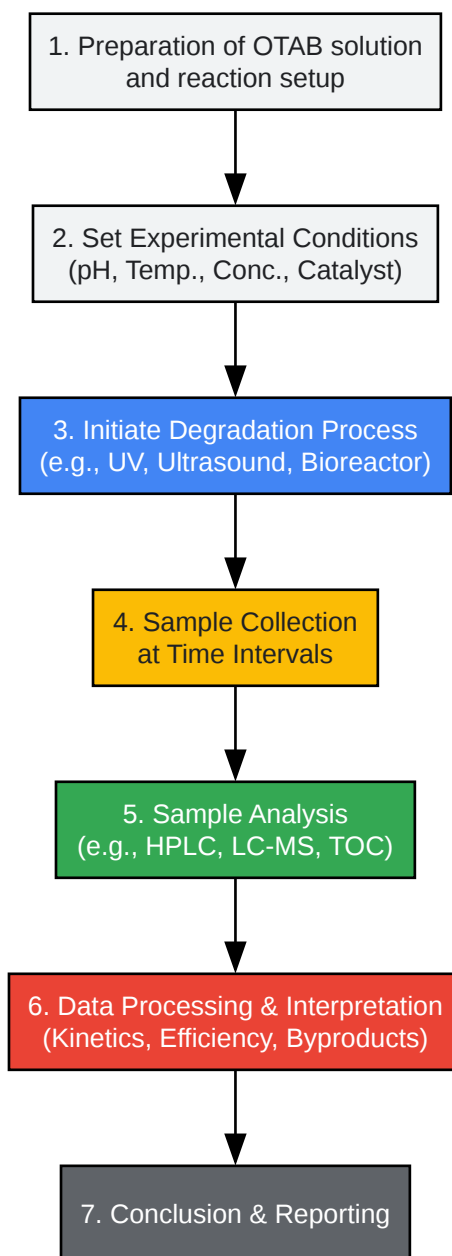 1. Preparation of OTAB solution
and reaction setup
2. Set Experimental Conditions
(pH, Temp., Conc., Catalyst)
3. Initiate Degradation Process
(e.g., UV, Ultrasound, Bioreactor)
4. Sample Collection
at Time Intervals
5. Sample Analysis
(e.g., HPLC, LC-MS, TOC)
6. Data Processing & Interpretation
(Kinetics, Efficiency, Byproducts)
7. Conclusion & Reporting